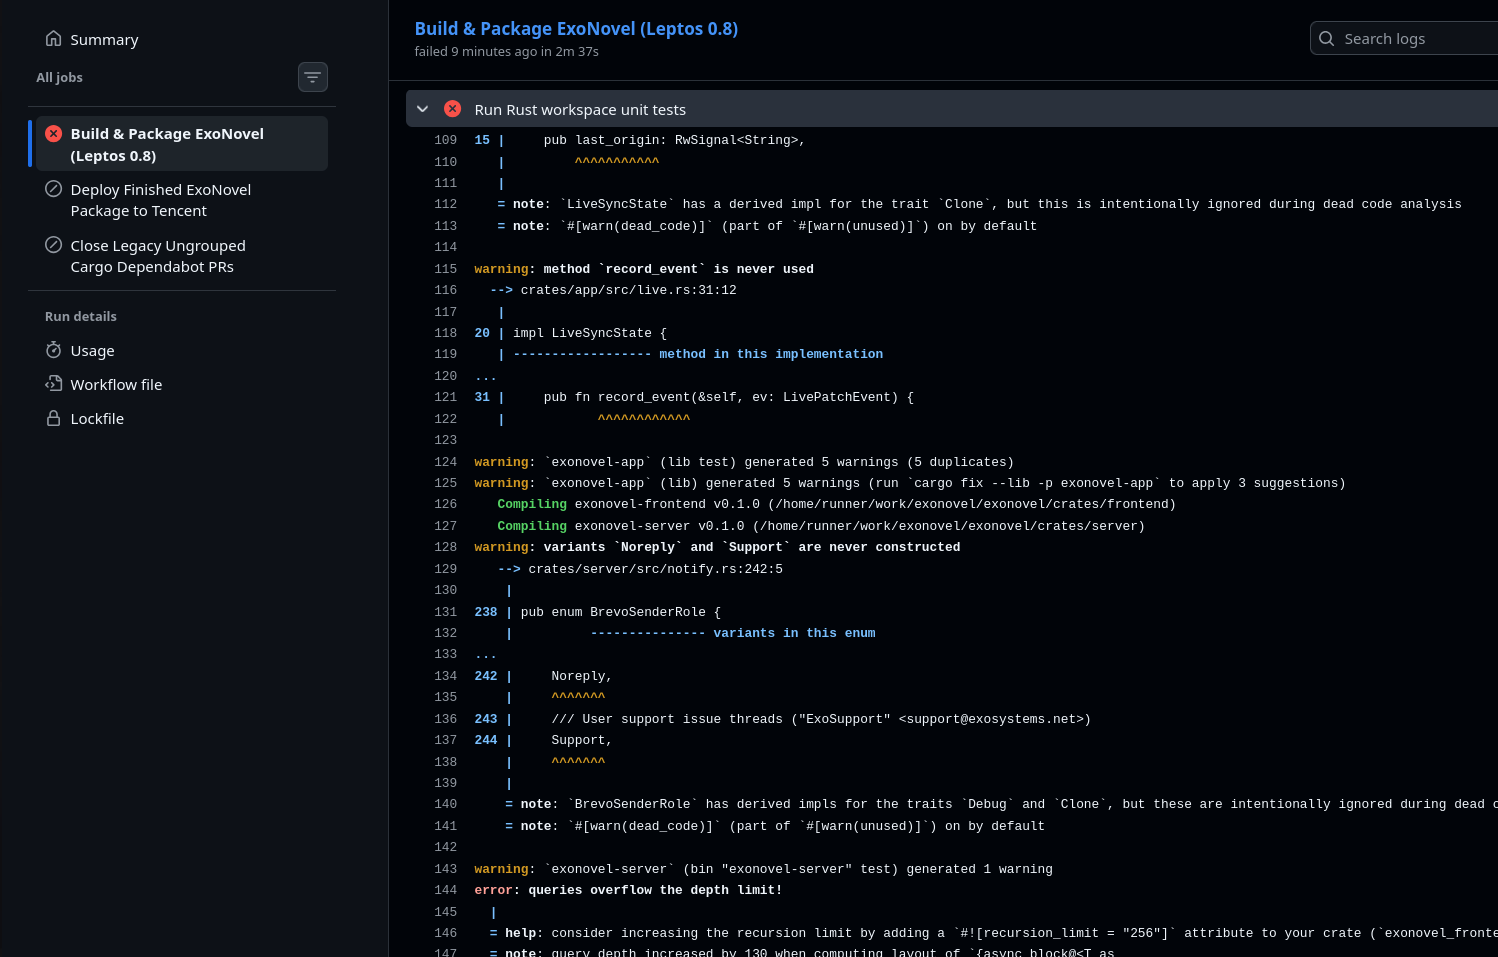 Summary
All jobs
Build & Package ExoNovel
(Leptos 0.8)
Deploy Finished ExoNovel
Package to Tencent
Close Legacy Ungrouped
Cargo Dependabot PRs
Run details
Usage
Workflow file
Lockfile
Build & Package ExoNovel (Leptos 0.8)
failed 9 minutes ago in 2m 37s
Search logs
Run Rust workspace unit tests
109 15 |     pub last_origin: RwSignal<String>,
110    |         ^^^^^^^^^^^
111    |
112    = note: `LiveSyncState` has a derived impl for the trait `Clone`, but this is intentionally ignored during dead code analysis
113    = note: `#[warn(dead_code)]` (part of `#[warn(unused)]`) on by default
114
115 warning: method `record_event` is never used
116   --> crates/app/src/live.rs:31:12
117    |
118 20 | impl LiveSyncState {
119    | ------------------ method in this implementation
120 ...
121 31 |     pub fn record_event(&self, ev: LivePatchEvent) {
122    |            ^^^^^^^^^^^^
123
124 warning: `exonovel-app` (lib test) generated 5 warnings (5 duplicates)
125 warning: `exonovel-app` (lib) generated 5 warnings (run `cargo fix --lib -p exonovel-app` to apply 3 suggestions)
126    Compiling exonovel-frontend v0.1.0 (/home/runner/work/exonovel/exonovel/crates/frontend)
127    Compiling exonovel-server v0.1.0 (/home/runner/work/exonovel/exonovel/crates/server)
128 warning: variants `Noreply` and `Support` are never constructed
129    --> crates/server/src/notify.rs:242:5
130     |
131 238 | pub enum BrevoSenderRole {
132     |          --------------- variants in this enum
133 ...
134 242 |     Noreply,
135     |     ^^^^^^^
136 243 |     /// User support issue threads ("ExoSupport" <support@exosystems.net>)
137 244 |     Support,
138     |     ^^^^^^^
139     |
140     = note: `BrevoSenderRole` has derived impls for the traits `Debug` and `Clone`, but these are intentionally ignored during dead
141     = note: `#[warn(dead_code)]` (part of `#[warn(unused)]`) on by default
142
143 warning: `exonovel-server` (bin "exonovel-server" test) generated 1 warning
144 error: queries overflow the depth limit!
145   |
146   = help: consider increasing the recursion limit by adding a `#![recursion_limit = "256"]` attribute to your crate (`exonovel_fronte
147   = note: query depth increased by 130 when computing layout of `{async block@<T as